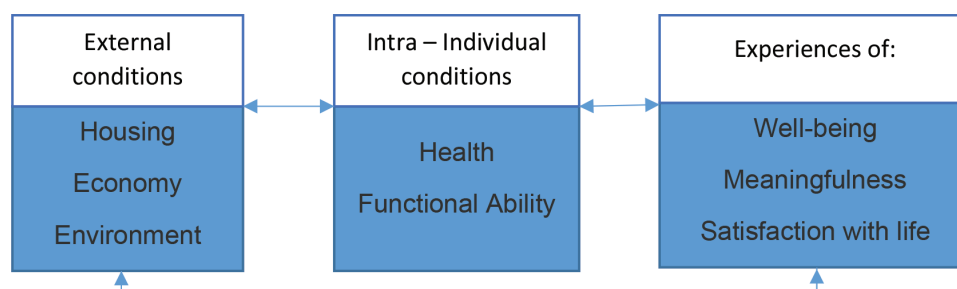 External
conditions
Housing
Economy
Environment
Intra – Individual
conditions
Health
Functional Ability
Experiences of:
Well-being
Meaningfulness
Satisfaction with life